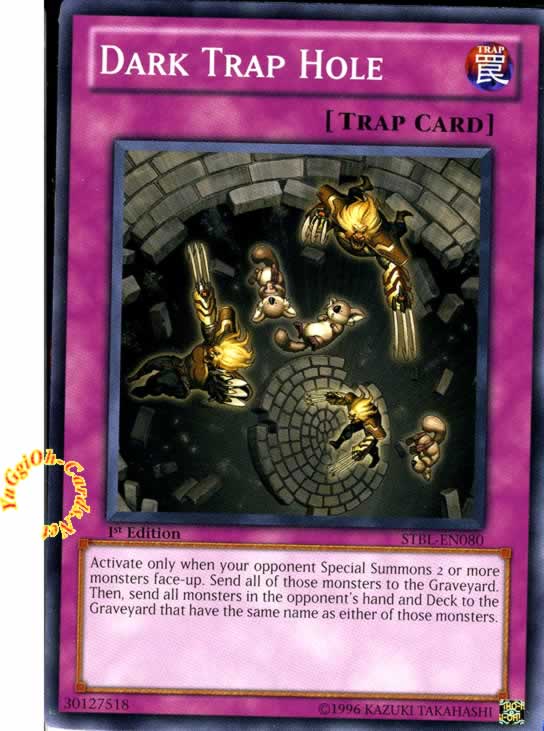 DARK TRAP HOLE
TRAP
罠
[TRAP CARD]
YuGgiOh-Cards.Net
1st Edition
STBL-EN080
Activate only when your opponent Special Summons 2 or more
monsters face-up. Send all of those monsters to the Graveyard.
Then, send all monsters in the opponent's hand and Deck to the
Graveyard that have the same name as either of those monsters.
30127518
©1996 KAZUKI TAKAHASHI